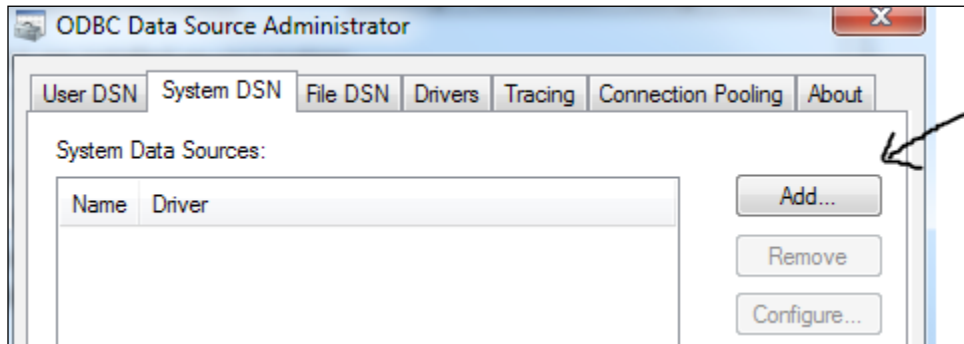 ODBC Data Source Administrator
User DSN System DSN File DSN Drivers Tracing Connection Pooling About
System Data Sources:
Name Driver
Add...
Remove
Configure...